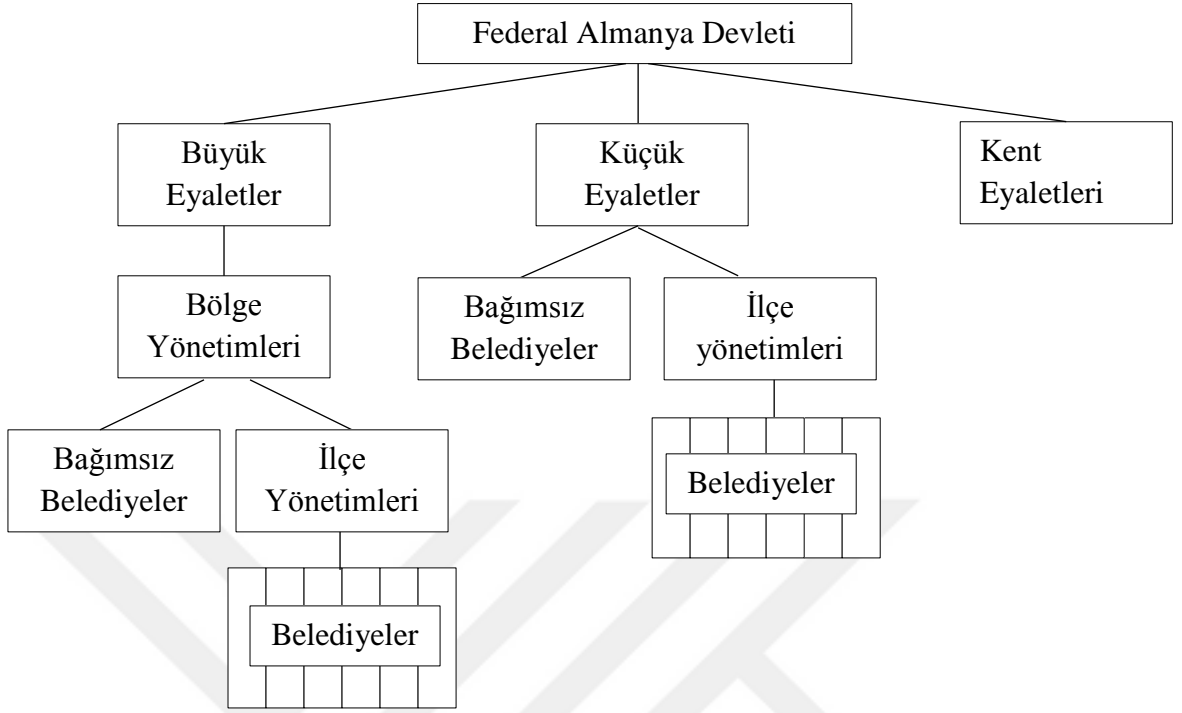 Federal Almanya Devleti
Büyük
Eyaletler
Küçük
Eyaletler
Kent
Eyaletleri
Bölge
Yönetimleri
Bağımsız
Belediyeler
İlçe
yönetimleri
Bağımsız
Belediyeler
İlçe
Yönetimleri
Belediyeler
Belediyeler